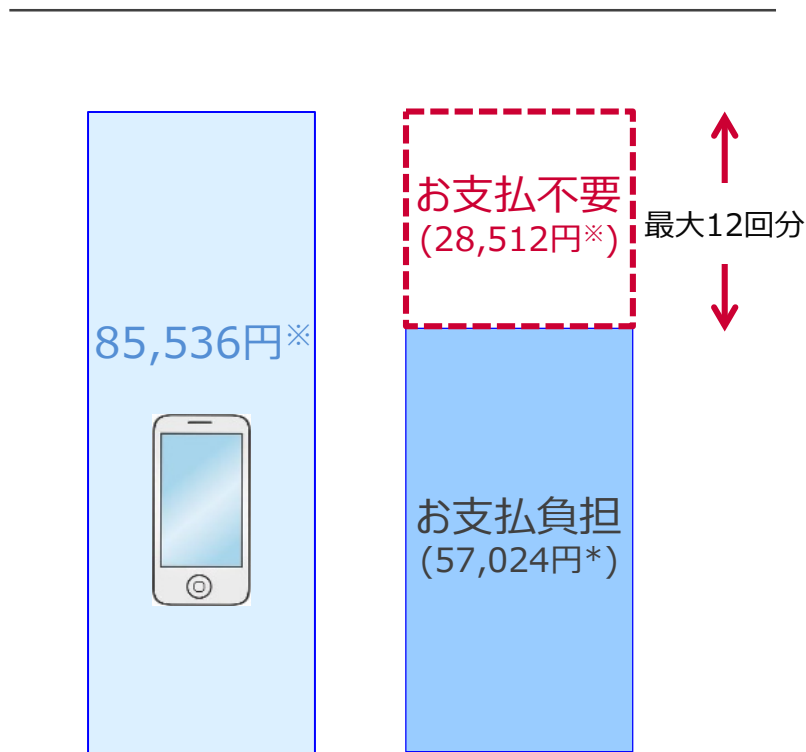 お支払不要
(28,512円※)
最大12回分
85,536円※
お支払負担
(57,024円*)